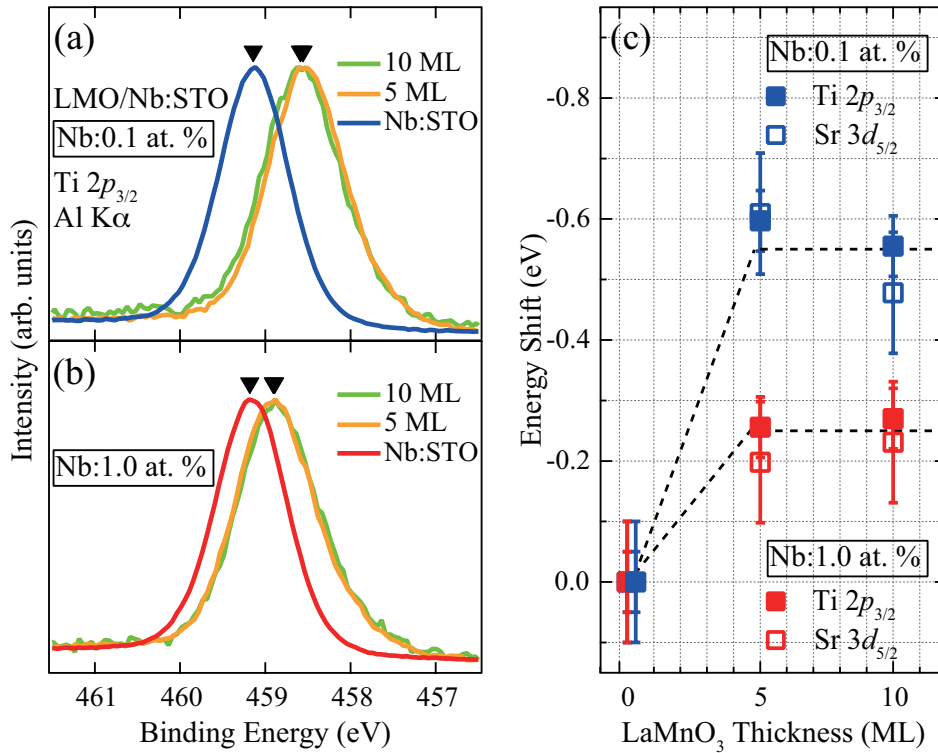 (a)
10 ML
5 ML
Nb:STO
LMO/Nb:STO
Nb:0.1 at. %
Ti 2p3/2
Al Kα
(b)
10 ML
5 ML
Nb:STO
Nb:1.0 at. %
Intensity (arb. units)
461 460 459 458 457
Binding Energy (eV)
(c)
Nb:0.1 at. %
Ti 2p3/2
Sr 3d5/2
-0.8
-0.6
-0.4
-0.2
0.0
Energy Shift (eV)
Nb:1.0 at. %
Ti 2p3/2
Sr 3d5/2
0 5 10
LaMnO3 Thickness (ML)